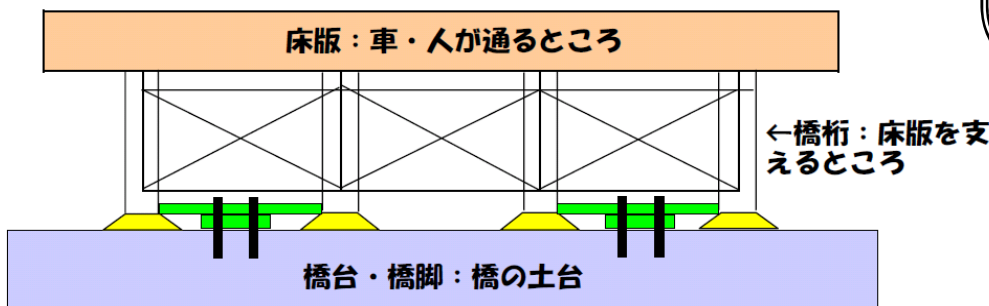 床版：車・人が通るところ
←橋桁：床版を支
えるところ
橋台・橋脚：橋の土台